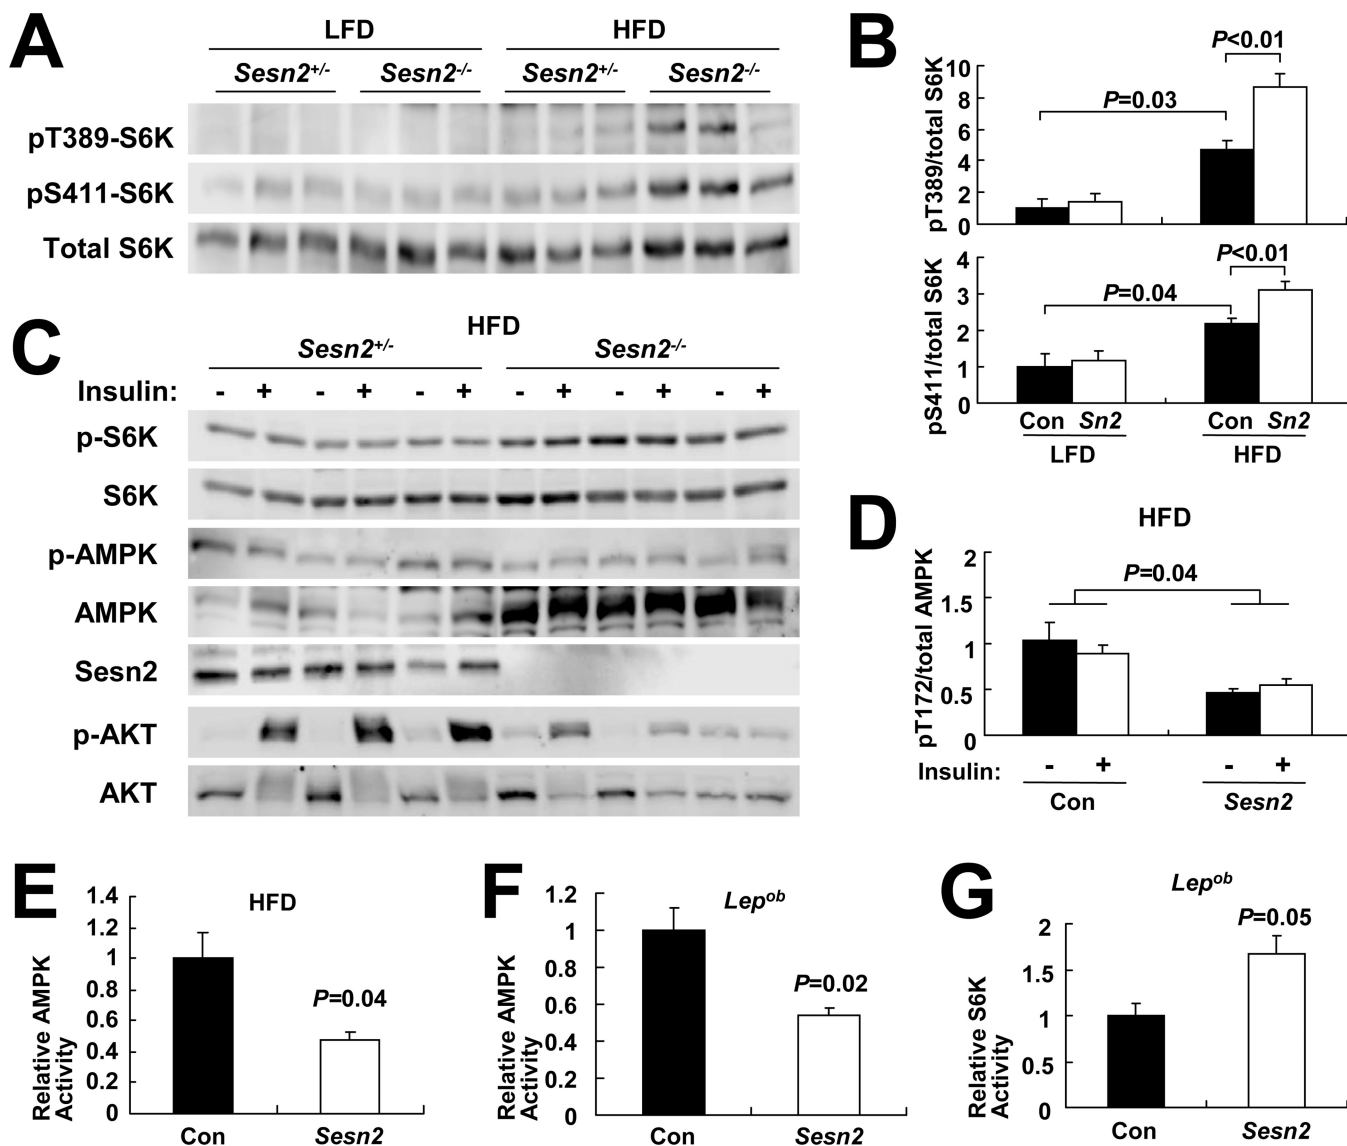 A
LFD
HFD
Sesn2+/-
Sesn2-/-
Sesn2+/-
Sesn2-/-
pT389-S6K
pS411-S6K
Total S6K
B
pT389/total S6K
10
8
6
4
2
0
P=0.03
P<0.01
pS411/total S6K
4
3
2
1
0
P=0.04
P<0.01
Con Sn2
Con Sn2
LFD
HFD
C
HFD
Sesn2+/-
Sesn2-/-
Insulin: - + - + - + - + - + - +
p-S6K
S6K
p-AMPK
AMPK
Sesn2
p-AKT
AKT
D
HFD
pT172/total AMPK
2
1.5
1
0.5
0
P=0.04
Insulin: - + - +
Con
Sesn2
E
HFD
Relative AMPK
Activity
1.4
1.2
1
0.8
0.6
0.4
0.2
0
P=0.04
Con
Sesn2
F
Lepob
Relative AMPK
Activity
1.2
1
0.8
0.6
0.4
0.2
0
P=0.02
Con
Sesn2
G
Lepob
Relative S6K
Activity
2
1.5
1
0.5
0
P=0.05
Con
Sesn2